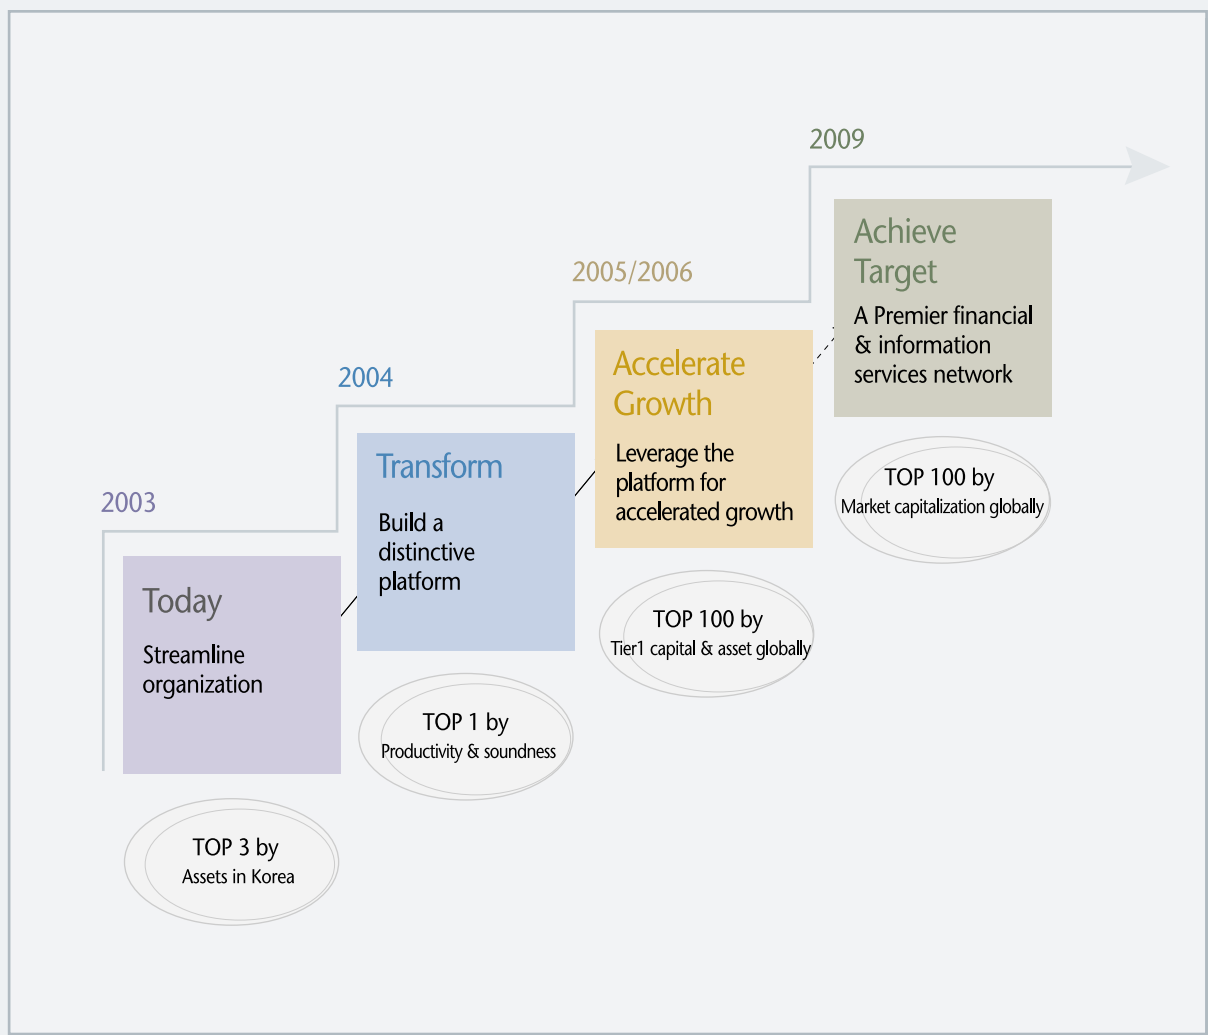 2003
Today
Streamline
organization
TOP 3 by
Assets in Korea
2004
Transform
Build a
distinctive
platform
TOP 1 by
Productivity & soundness
2005/2006
Accelerate
Growth
Leverage the
platform for
accelerated growth
TOP 100 by
Tier1 capital & asset globally
2009
Achieve
Target
A Premier financial
& information
services network
TOP 100 by
Market capitalization globally